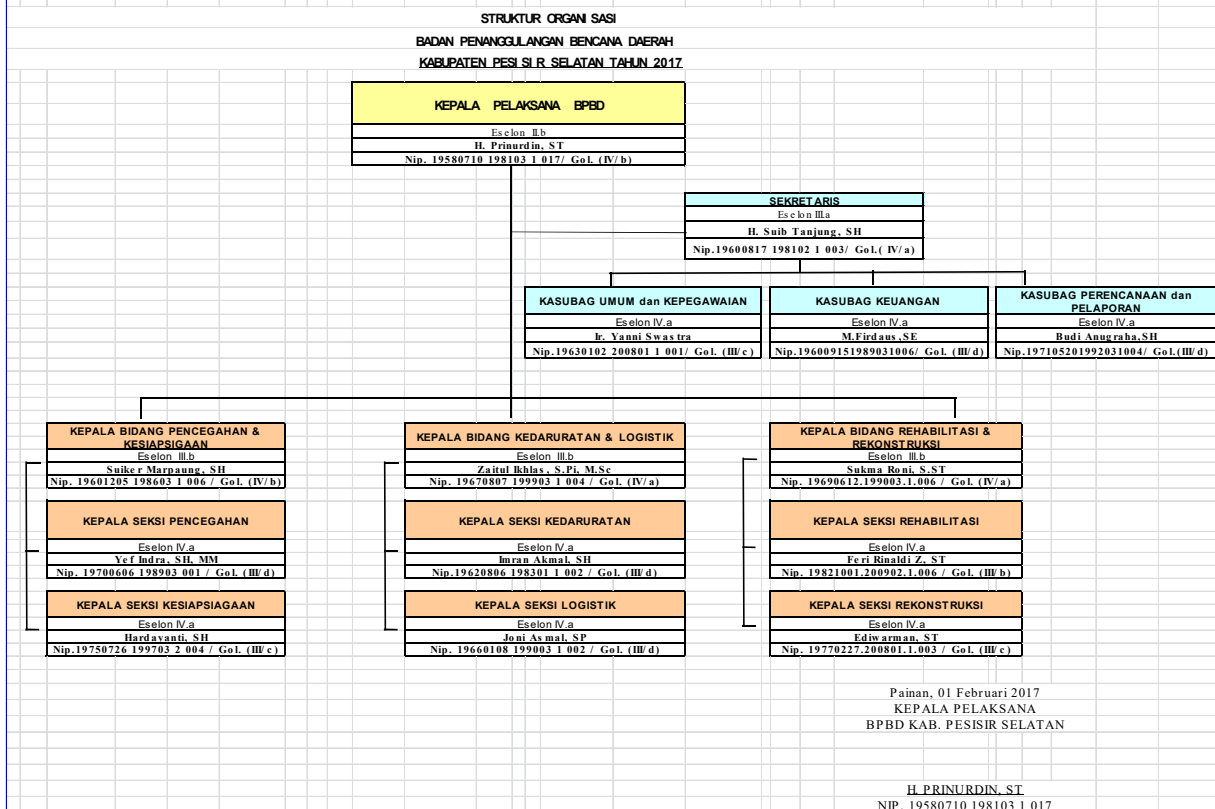 STRUKTUR ORGANISASI
BADAN PENANGGULANGAN BENCANA DAERAH
KABUPATEN PESISIR SELATAN TAHUN 2017
KEPALA PELAKSANA BPBD
Eselon II.b
H. Prinurdin, ST
Nip. 19580710 198103 1 017/ Gol. (IV/b)
SEKRETARIS
Eselon III.a
H. Suib Tanjung, SH
Nip.19600817 198102 1 003/ Gol.( IV/a)
KASUBAG UMUM dan KEPEGAWAIAN
Eselon IV.a
Ir. Yanni Swastra
Nip.19630102 200801 1 001/ Gol. (III/c)
KASUBAG KEUANGAN
Eselon IV.a
M.Firdaus,SE
Nip.196009151989031006/ Gol. (III/d)
KASUBAG PERENCANAAN dan
PELAPORAN
Eselon IV.a
Budi Anugraha,SH
Nip.197105201992031004/ Gol.(III/d)
KEPALA BIDANG PENCEGAHAN &
KESIAPSIGAAN
Eselon III.b
Suiker Marpaung, SH
Nip. 19601205 198603 1 006 / Gol. (IV/b)
KEPALA SEKSI PENCEGAHAN
Eselon IV.a
Yef Indra, SH, MM
Nip. 19700606 198903 001 / Gol. (III/d)
KEPALA SEKSI KESIAPSIAGAAN
Eselon IV.a
Hardayanti, SH
Nip.19750726 199703 2 004 / Gol. (III/c)
KEPALA BIDANG KEDARURATAN & LOGISTIK
Eselon III.b
Zaitul Ikhlas , S.Pi, M.Sc
Nip. 19670807 199903 1 004 / Gol. (IV/a)
KEPALA SEKSI KEDARURATAN
Eselon IV.a
Imran Akmal, SH
Nip.19620806 198301 1 002 / Gol. (III/d)
KEPALA SEKSI LOGISTIK
Eselon IV.a
Joni Asmal, SP
Nip. 19660108 199003 1 002 / Gol. (III/d)
KEPALA BIDANG REHABILITASI &
REKONSTRUKSI
Eselon III.b
Sukma Roni, S.ST
Nip. 19690612.199003.1.006 / Gol. (IV/a)
KEPALA SEKSI REHABILITASI
Eselon IV.a
Feri Rinaldi Z, ST
Nip. 19821001.200902.1.006 / Gol. (III/b)
KEPALA SEKSI REKONSTRUKSI
Eselon IV.a
Ediwarman, ST
Nip. 19770227.200801.1.003 / Gol. (III/c)
Painan, 01 Februari 2017
KEPALA PELAKSANA
BPBD KAB. PESISIR SELATAN
H. PRINURDIN, ST
NIP. 19580710 198103 1 017